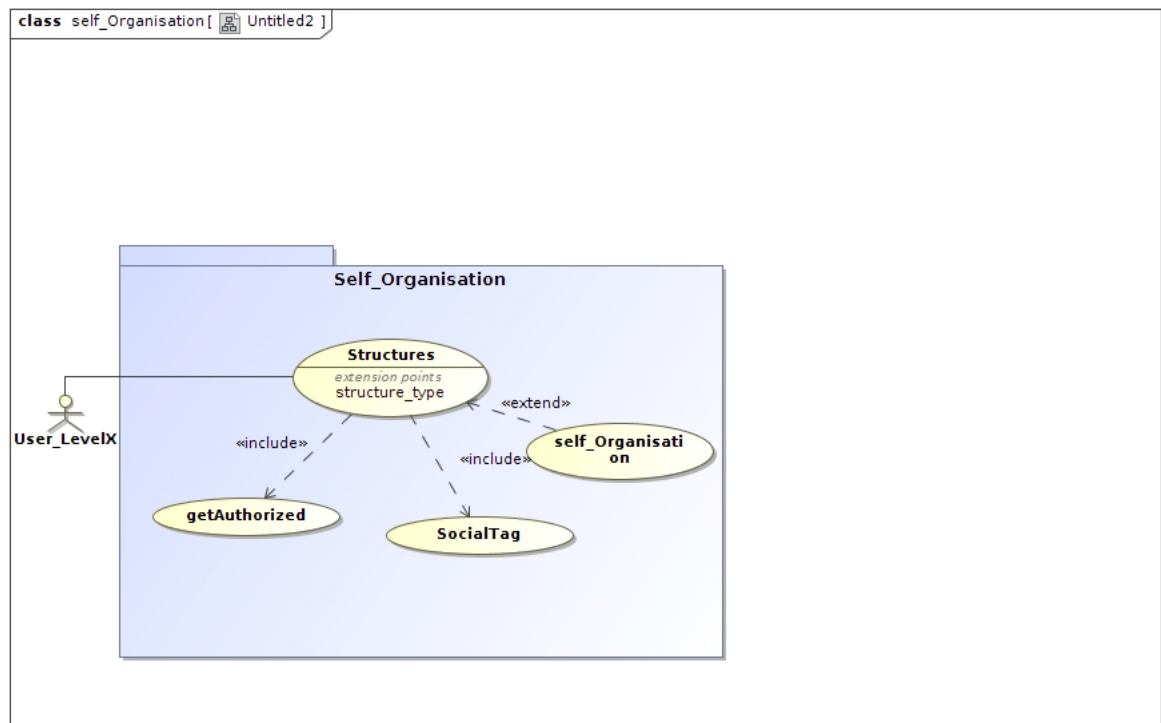 class self_Organisation [ Untitled2 ]
Self_Organisation
Structures
extension points
structure_type
«extend»
User_LevelX
«include»
self_Organisati
on
«include»
getAuthorized
SocialTag